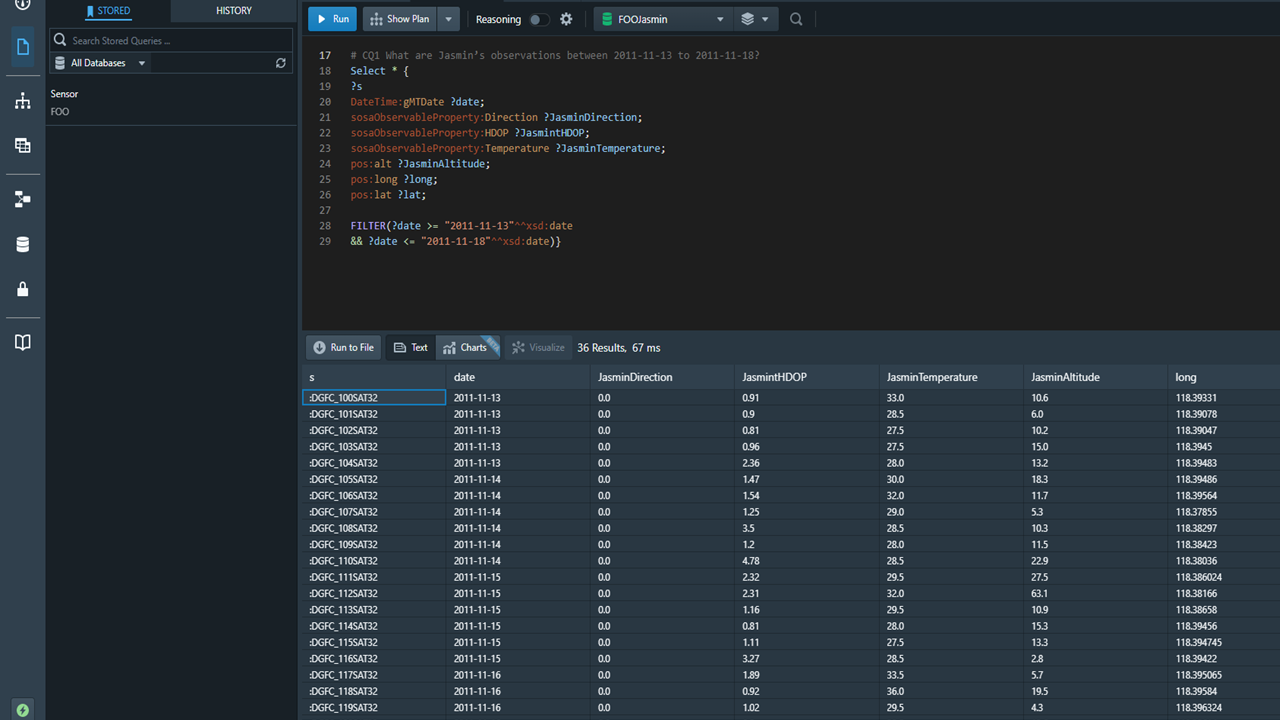 STORED HISTORY
Search Stored Queries ...
All Databases
Sensor
FOO
Run Show Plan Reasoning FOOJasmin
17 # CQ1 What are Jasmin's observations between 2011-11-13 to 2011-11-18?
18 Select * {
19 ?s
20 DateTime:gMTDate ?date;
21 sosaObservableProperty:Direction ?JasminDirection;
22 sosaObservableProperty:HDOP ?JasmintHDOP;
23 sosaObservableProperty:Temperature ?JasminTemperature;
24 pos:alt ?JasminAltitude;
25 pos:long ?long;
26 pos:lat ?lat;
27
28 FILTER(?date >= "2011-11-13"^^xsd:date
29 && ?date <= "2011-11-18"^^xsd:date)}
Run to File Text Charts BETA Visualize 36 Results, 67 ms
s date JasminDirection JasmintHDOP JasminTemperature JasminAltitude long
:DGFC_100SAT32 2011-11-13 0.0 0.91 33.0 10.6 118.39331
:DGFC_101SAT32 2011-11-13 0.0 0.9 28.5 6.0 118.39078
:DGFC_102SAT32 2011-11-13 0.0 0.81 27.5 10.2 118.39047
:DGFC_103SAT32 2011-11-13 0.0 0.96 27.5 15.0 118.3945
:DGFC_104SAT32 2011-11-13 0.0 2.36 28.0 13.2 118.39483
:DGFC_105SAT32 2011-11-14 0.0 1.47 30.0 18.3 118.39486
:DGFC_106SAT32 2011-11-14 0.0 1.54 32.0 11.7 118.39564
:DGFC_107SAT32 2011-11-14 0.0 1.25 29.0 5.3 118.37855
:DGFC_108SAT32 2011-11-14 0.0 3.5 28.5 10.3 118.38297
:DGFC_109SAT32 2011-11-14 0.0 1.2 28.0 11.5 118.38423
:DGFC_110SAT32 2011-11-14 0.0 4.78 28.5 22.9 118.38036
:DGFC_111SAT32 2011-11-15 0.0 2.32 29.5 27.5 118.386024
:DGFC_112SAT32 2011-11-15 0.0 2.31 32.0 63.1 118.38166
:DGFC_113SAT32 2011-11-15 0.0 1.16 29.5 10.9 118.38658
:DGFC_114SAT32 2011-11-15 0.0 0.81 28.0 15.3 118.39456
:DGFC_115SAT32 2011-11-15 0.0 1.11 27.5 13.3 118.394745
:DGFC_116SAT32 2011-11-15 0.0 3.27 28.5 2.8 118.39422
:DGFC_117SAT32 2011-11-16 0.0 1.89 33.5 5.7 118.395065
:DGFC_118SAT32 2011-11-16 0.0 0.92 36.0 19.5 118.39584
:DGFC_119SAT32 2011-11-16 0.0 1.02 29.5 4.3 118.396324